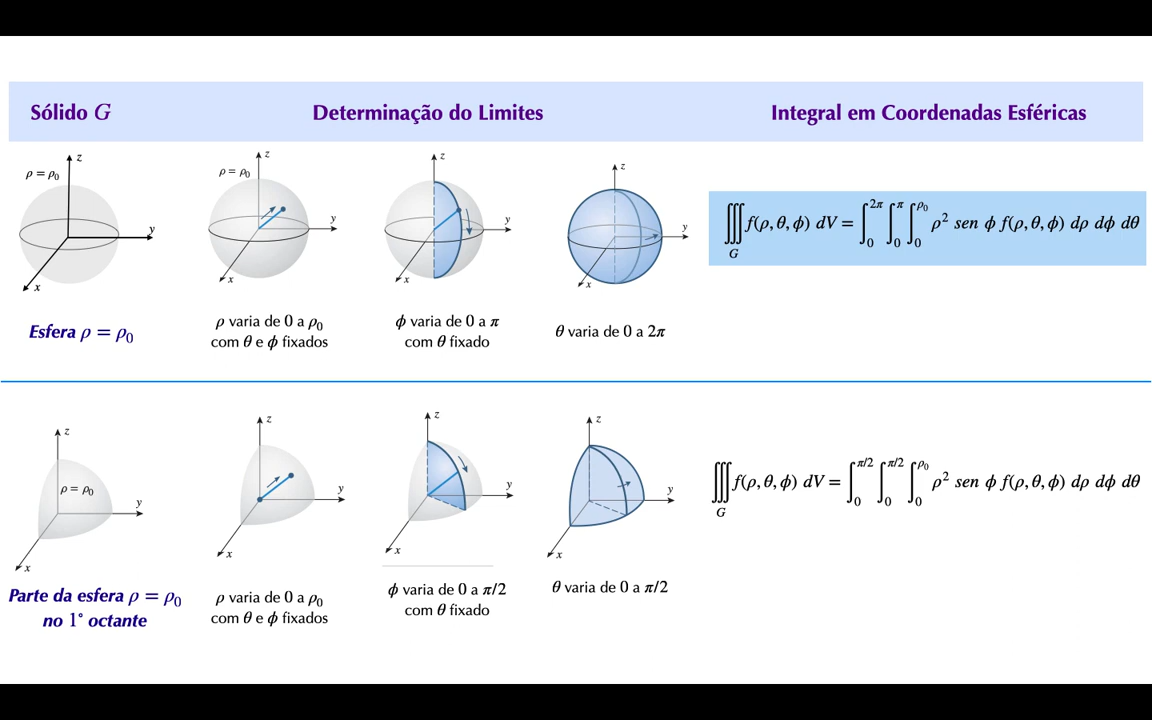 Sólido G
Determinação do Limites
Integral em Coordenadas Esféricas
z
ρ = ρ₀
y
x
Esfera ρ = ρ₀
z
ρ = ρ₀
y
x
ρ varia de 0 a ρ₀
com θ e ϕ fixados
z
y
x
ϕ varia de 0 a π
com θ fixado
z
y
x
θ varia de 0 a 2π
∭_G f(ρ, θ, ϕ) dV = ∫₀^{2π} ∫₀^{π} ∫₀^{ρ₀} ρ² sen ϕ f(ρ, θ, ϕ) dρ dϕ dθ
z
ρ = ρ₀
y
x
Parte da esfera ρ = ρ₀
no 1° octante
z
y
x
ρ varia de 0 a ρ₀
com θ e ϕ fixados
z
y
x
ϕ varia de 0 a π/2
com θ fixado
z
y
x
θ varia de 0 a π/2
∭_G f(ρ, θ, ϕ) dV = ∫₀^{π/2} ∫₀^{π/2} ∫₀^{ρ₀} ρ² sen ϕ f(ρ, θ, ϕ) dρ dϕ dθ